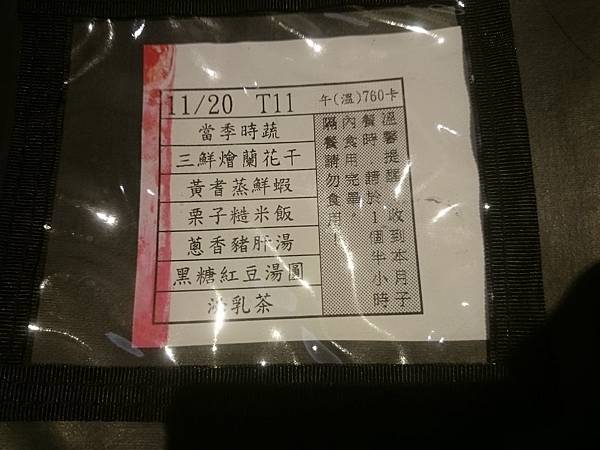 11/20 T11 午(溫)760卡
當季時蔬
三鮮燴蘭花干
黃耆蒸鮮蝦
栗子糙米飯
蔥香豬肝湯
黑糖紅豆湯圓
泌乳茶
溫馨提醒,收到本月子
餐時,請於1個半小時
內食用完畢,
隔餐請勿食用!